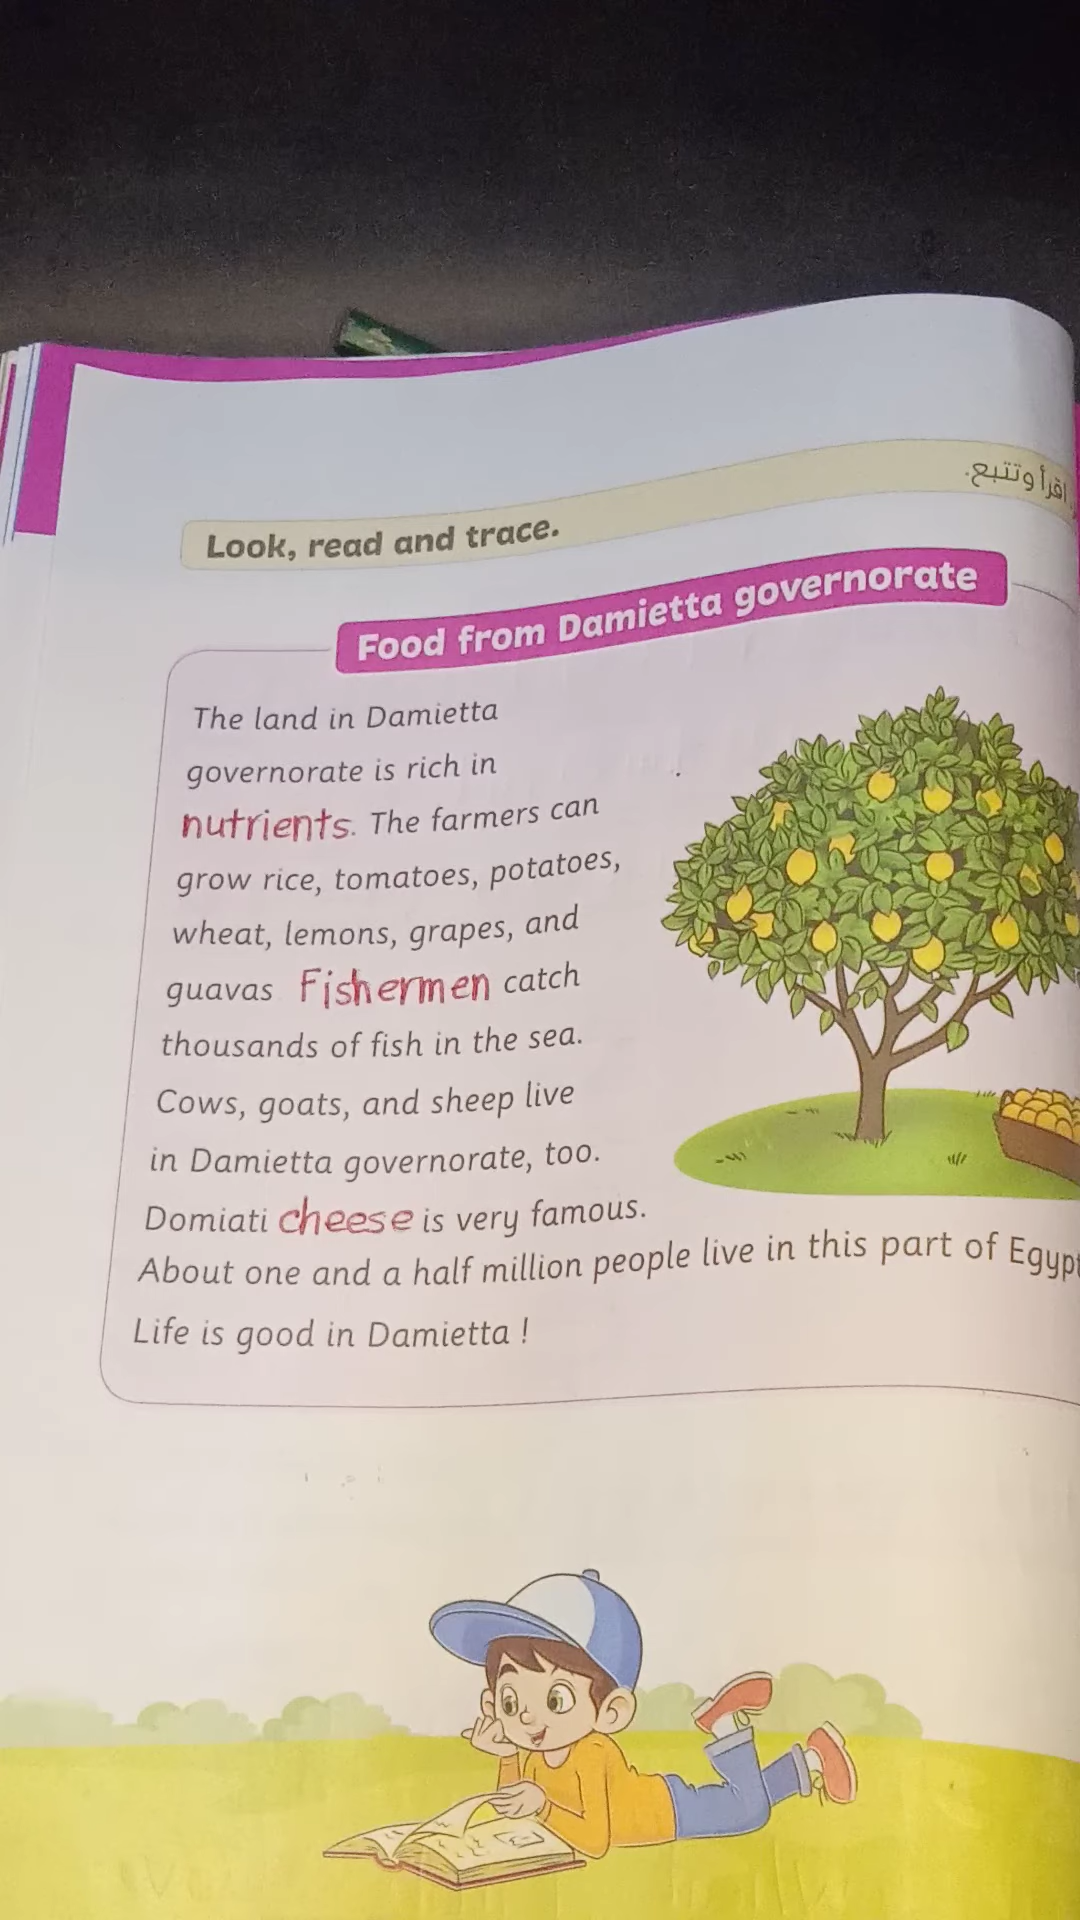 اقرأ وتتبع.
Look, read and trace.
Food from Damietta governorate
The land in Damietta
governorate is rich in
nutrients. The farmers can
grow rice, tomatoes, potatoes,
wheat, lemons, grapes, and
guavas Fishermen catch
thousands of fish in the sea.
Cows, goats, and sheep live
in Damietta governorate, too.
Domiati cheese is very famous.
About one and a half million people live in this part of Egypt
Life is good in Damietta !